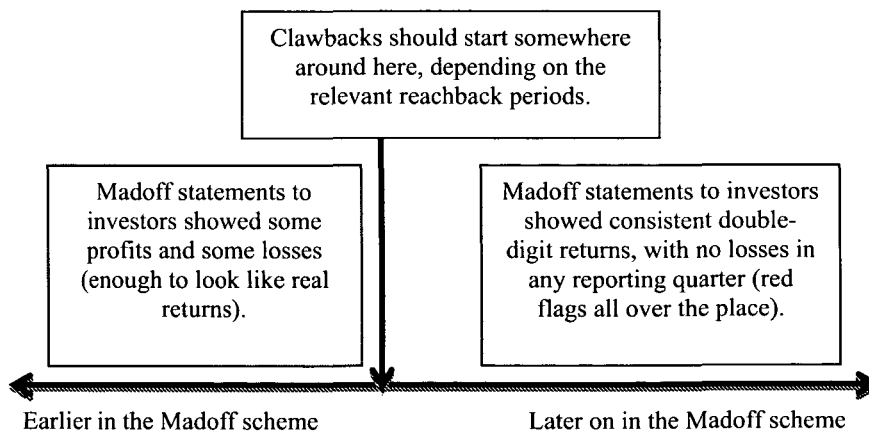 Clawbacks should start somewhere
around here, depending on the
relevant reachback periods.
Madoff statements to
investors showed some
profits and some losses
(enough to look like real
returns).
Madoff statements to investors
showed consistent double-
digit returns, with no losses in
any reporting quarter (red
flags all over the place).
Earlier in the Madoff scheme
Later on in the Madoff scheme